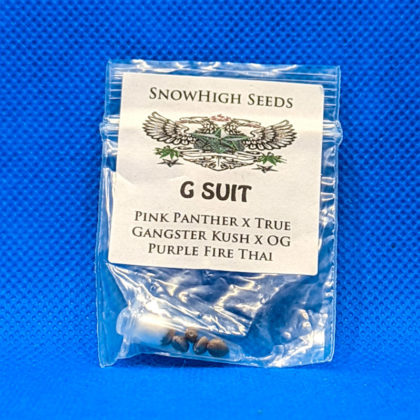 SnowHigh Seeds
G SUIT
Pink Panther x True
Gangster Kush x OG
Purple Fire Thai